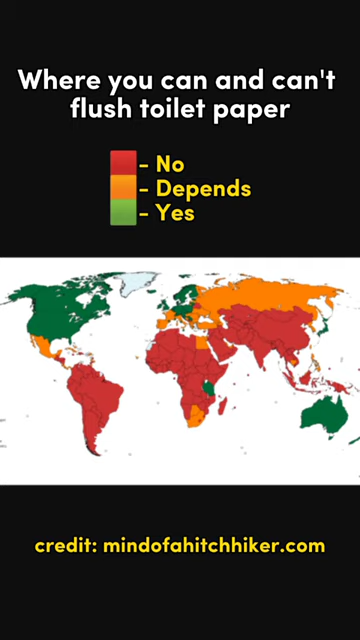 Where you can and can't
flush toilet paper
- No
- Depends
- Yes
credit: mindofahitchhiker.com